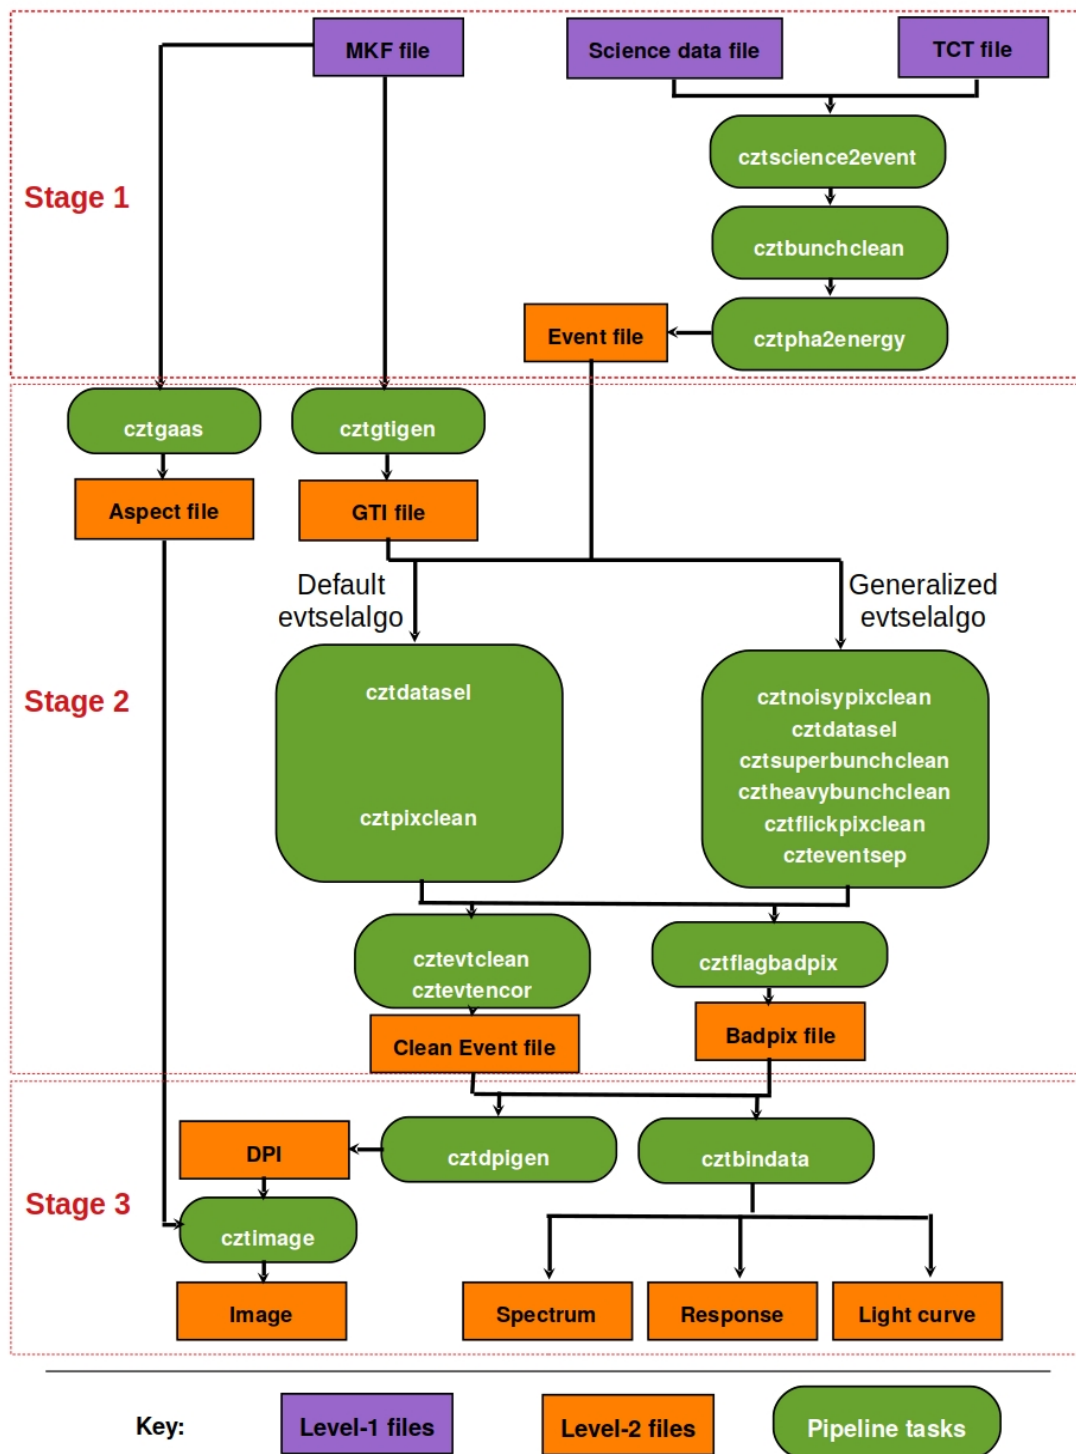 MKF file
Science data file
TCT file
cztscience2event
Stage 1
cztbunchclean
Event file
cztpha2energy
cztgaas
cztgtigen
Aspect file
GTI file
Default
evtselalgo
Generalized
evtselalgo
Stage 2
cztdatasel
cztpixclean
cztnoisypixclean
cztdatasel
cztsuperbunchclean
cztheavybunchclean
cztflickpixclean
czteventsep
cztevtclean
cztevtencor
cztflagbadpix
Clean Event file
Badpix file
Stage 3
DPI
cztdpigen
cztbindata
cztimage
Image
Spectrum
Response
Light curve
Key:
Level-1 files
Level-2 files
Pipeline tasks